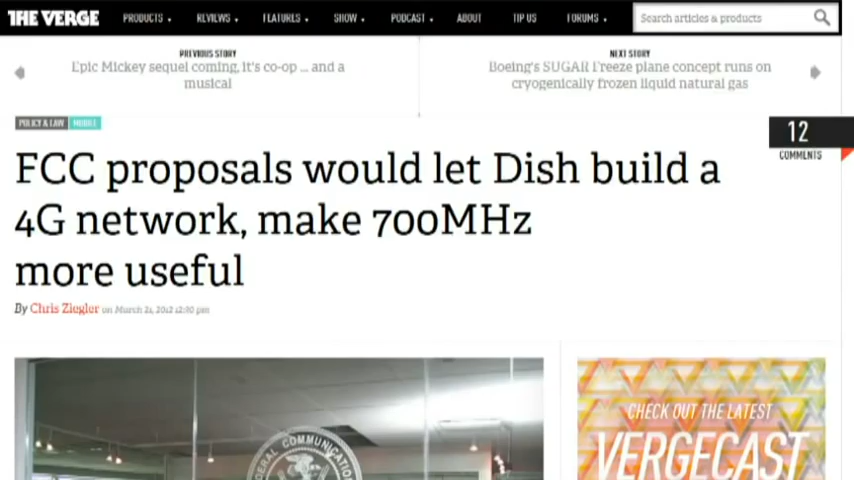 THE VERGE PRODUCTS REVIEWS FEATURES SHOW PODCAST ABOUT TIP US FORUMS Search articles & products
PREVIOUS STORY
Epic Mickey sequel coming, it's co-op ... and a
musical
NEXT STORY
Boeing's SUGAR Freeze plane concept runs on
cryogenically frozen liquid natural gas
POLICY & LAW MOBILE
12
COMMENTS
FCC proposals would let Dish build a
4G network, make 700MHz
more useful
By Chris Ziegler on March 21, 2012 12:50 pm
CHECK OUT THE LATEST
VERGECAST
COMMUNICATION